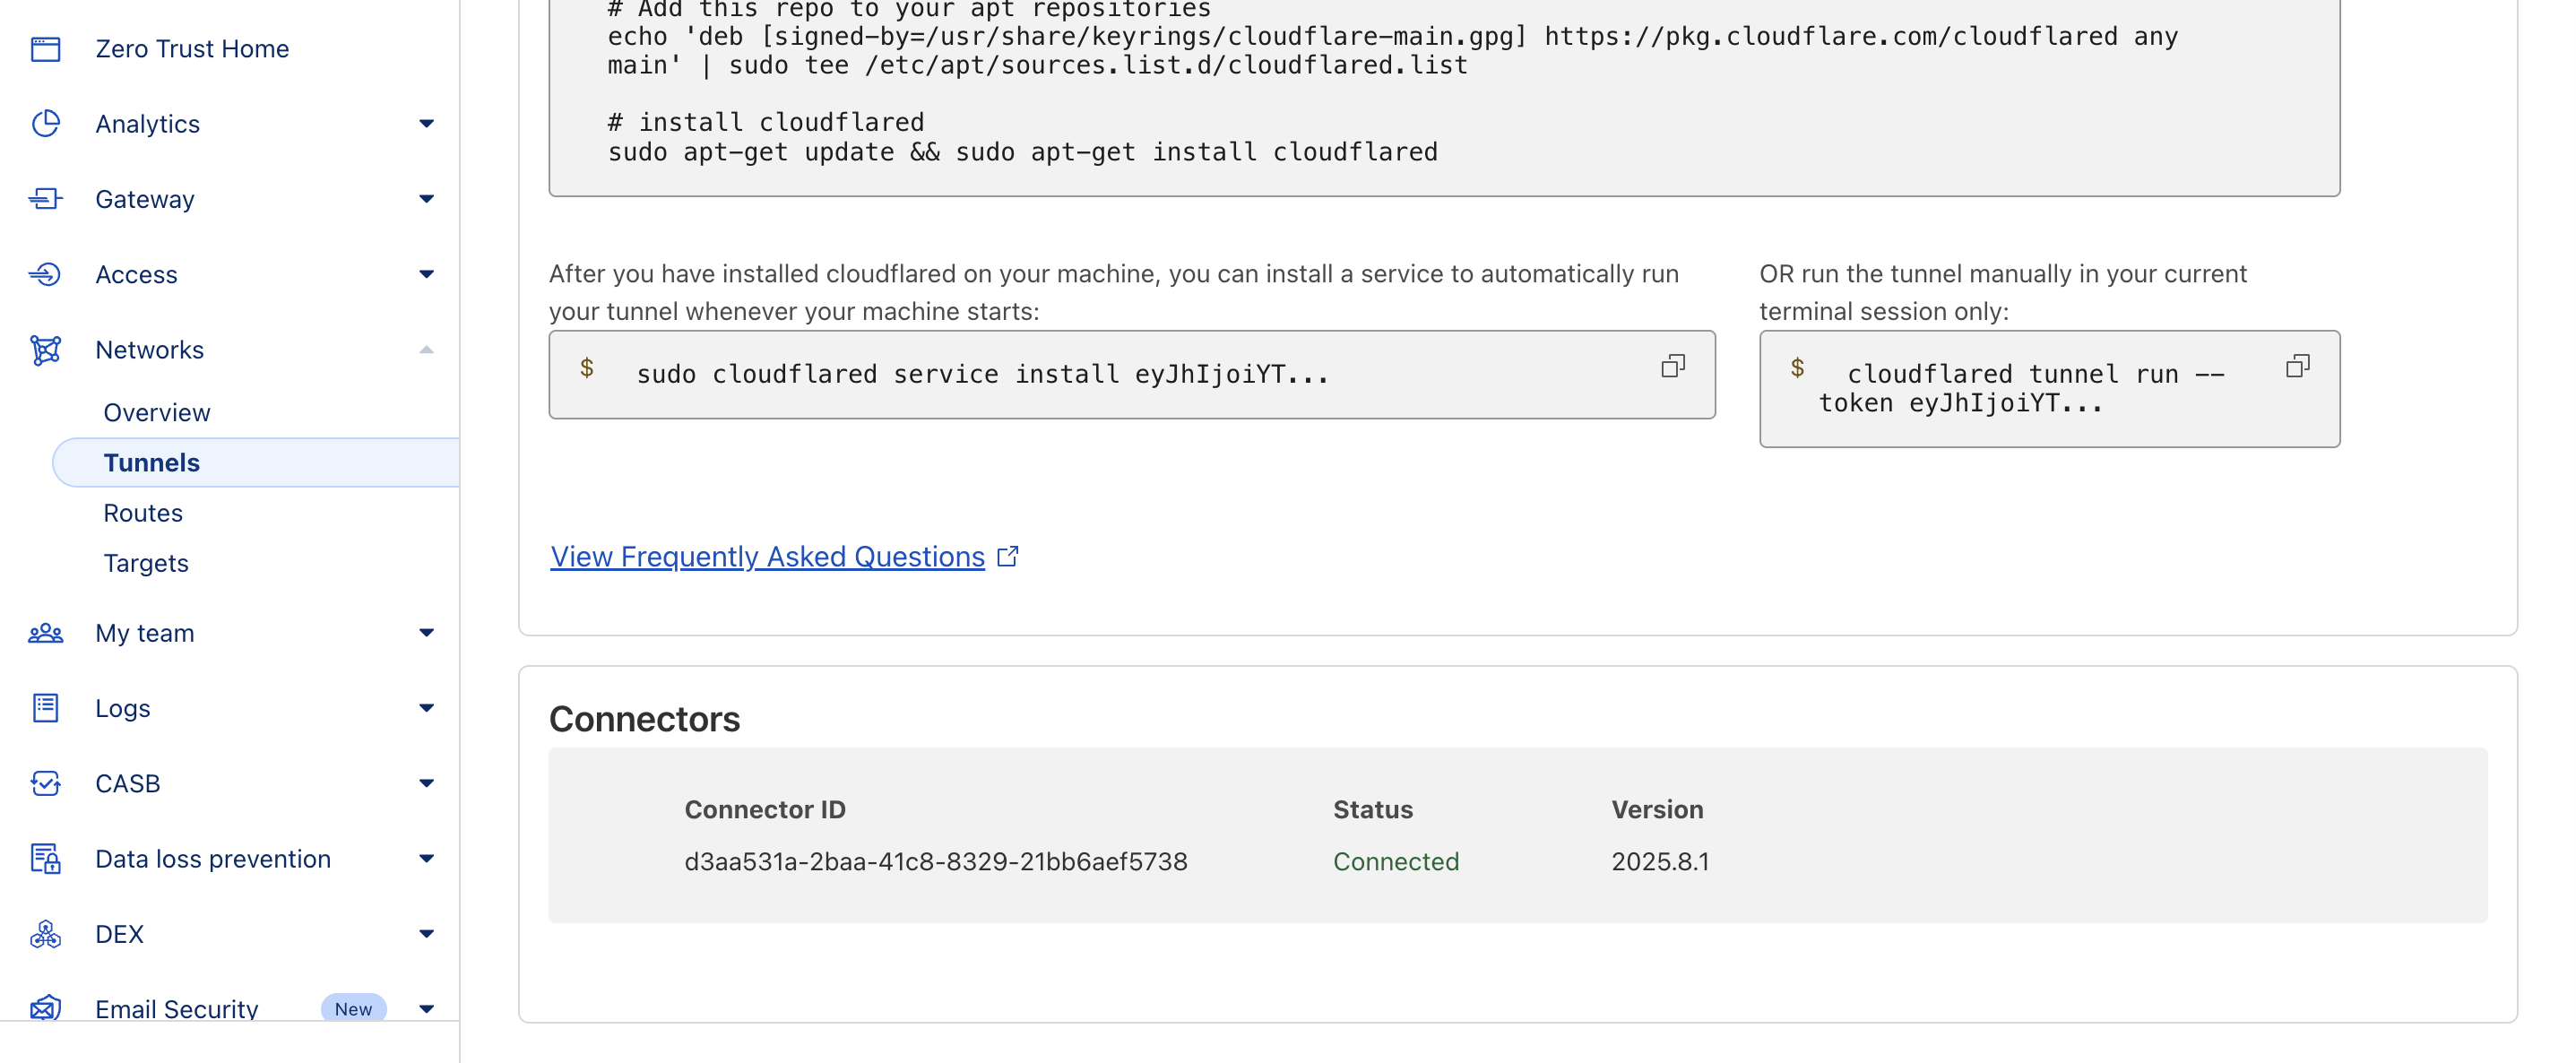 Zero Trust Home
Analytics
Gateway
Access
Networks
Overview
Tunnels
Routes
Targets
My team
Logs
CASB
Data loss prevention
DEX
Email Security New
# Add this repo to your apt repositories
echo 'deb [signed-by=/usr/share/keyrings/cloudflare-main.gpg] https://pkg.cloudflare.com/cloudflared any
main' | sudo tee /etc/apt/sources.list.d/cloudflared.list
# install cloudflared
sudo apt-get update && sudo apt-get install cloudflared
After you have installed cloudflared on your machine, you can install a service to automatically run
your tunnel whenever your machine starts:
$ sudo cloudflared service install eyJhIjoiYT...
OR run the tunnel manually in your current
terminal session only:
$ cloudflared tunnel run --
token eyJhIjoiYT...
View Frequently Asked Questions
Connectors
Connector ID Status Version
d3aa531a-2baa-41c8-8329-21bb6aef5738 Connected 2025.8.1